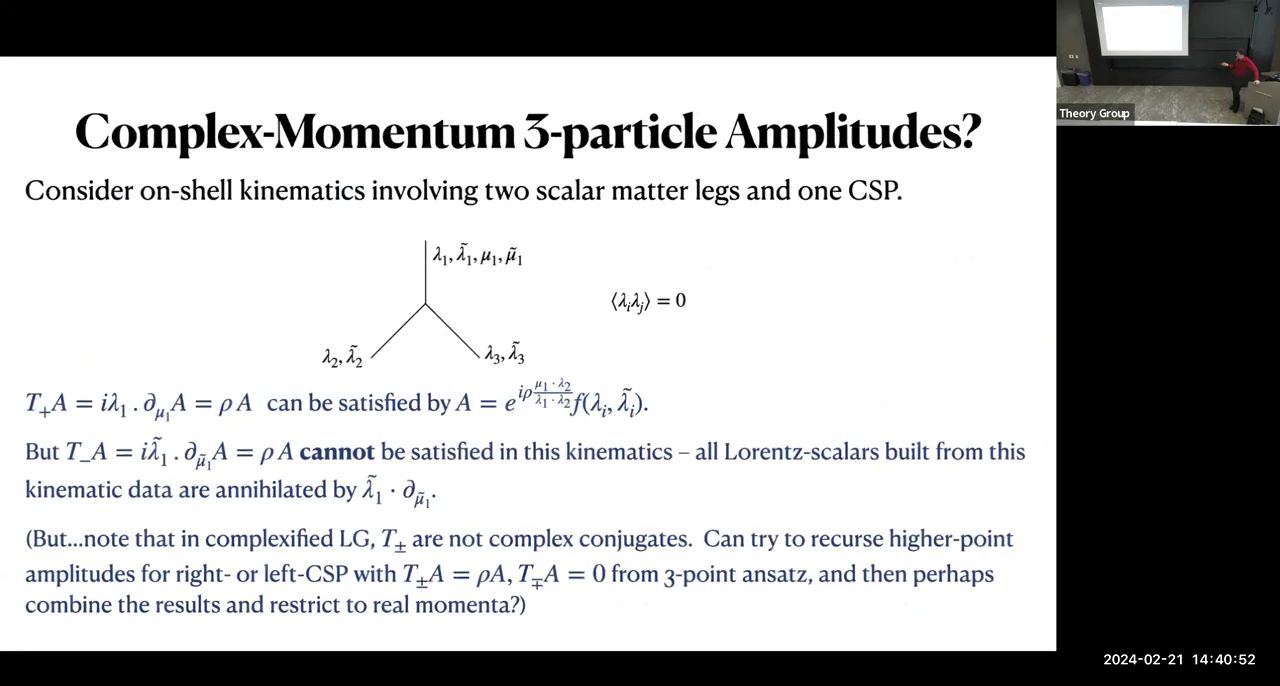 Complex-Momentum 3-particle Amplitudes?
Consider on-shell kinematics involving two scalar matter legs and one CSP.
λ₁, λ̃₁, μ₁, μ̃₁
⟨λᵢλⱼ⟩ = 0
λ₂, λ̃₂
λ₃, λ̃₃
T₊A = iλ₁ . ∂_μ₁ A = ρ A can be satisfied by A = e^{iρ \frac{μ₁ · λ₂}{λ₁ · λ₂}} f(λᵢ, λ̃ᵢ).
But T₋A = iλ̃₁ . ∂_μ̃₁ A = ρ A cannot be satisfied in this kinematics – all Lorentz-scalars built from this
kinematic data are annihilated by λ̃₁ · ∂_μ̃₁.
(But...note that in complexified LG, T± are not complex conjugates. Can try to recurse higher-point
amplitudes for right- or left-CSP with T±A = ρA, T∓A = 0 from 3-point ansatz, and then perhaps
combine the results and restrict to real momenta?)
Theory Group
2024-02-21 14:40:52